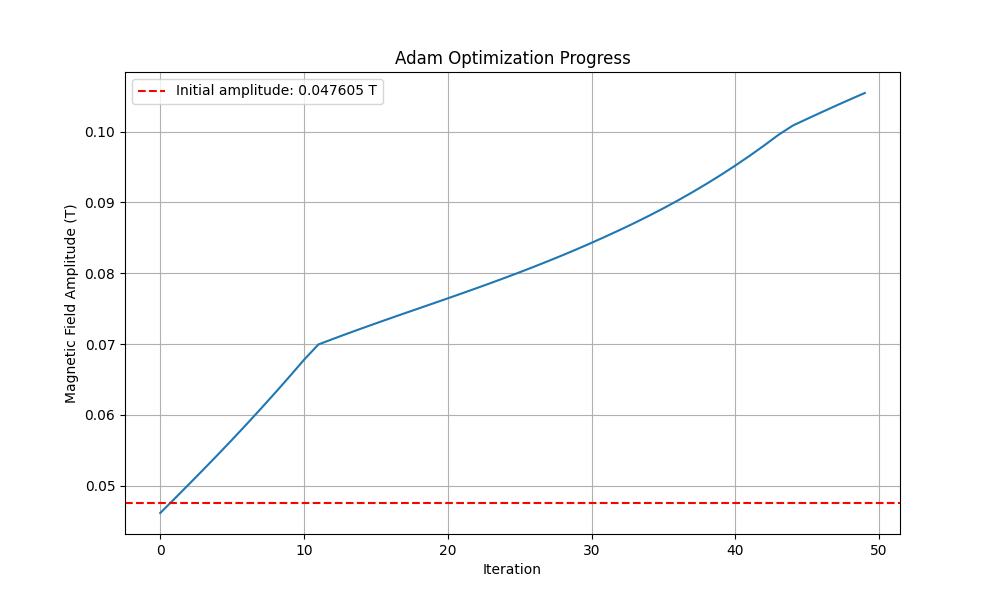 Adam Optimization Progress
Initial amplitude: 0.047605 T
Magnetic Field Amplitude (T)
0.10
0.09
0.08
0.07
0.06
0.05
0 10 20 30 40 50
Iteration